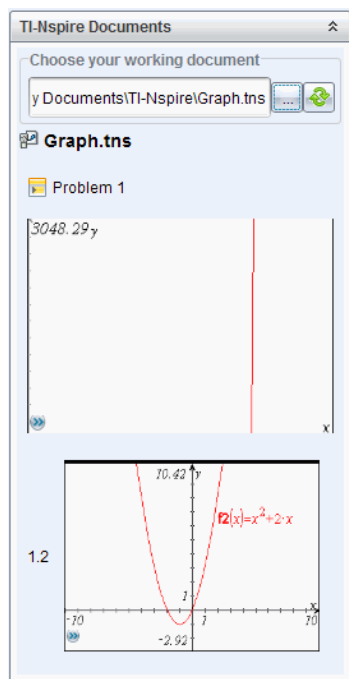 TI-Nspire Documents
Choose your working document
y Documents\TI-Nspire\Graph.tns
...
Graph.tns
Problem 1
3048.29 y
x
10.42 y
f2(x)=x²+2·x
1.2
1
x
-10
1
10
-2.92